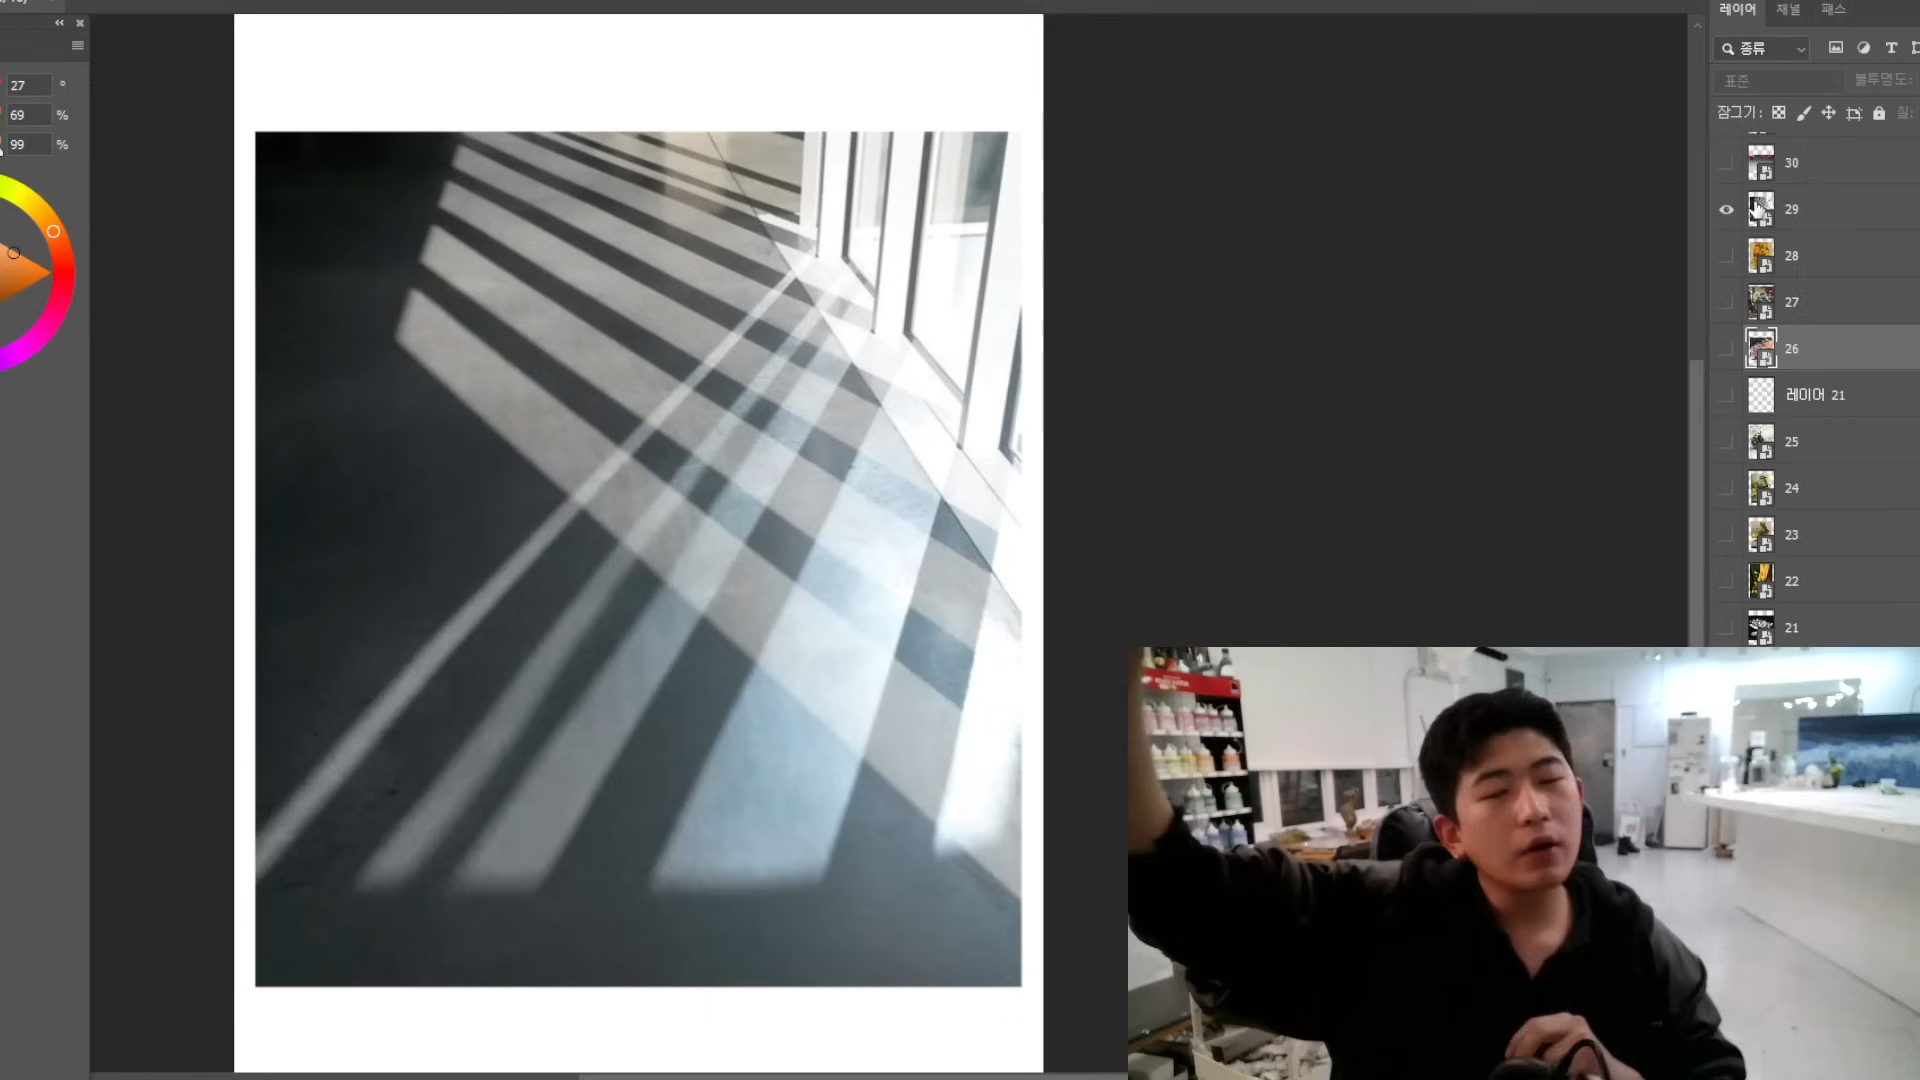 27 °
69 %
99 %
레이어 채널 패스
종류
T
표준 불투명도:
잠그기: 칠:
30
29
28
27
26
레이어 21
25
24
23
22
21